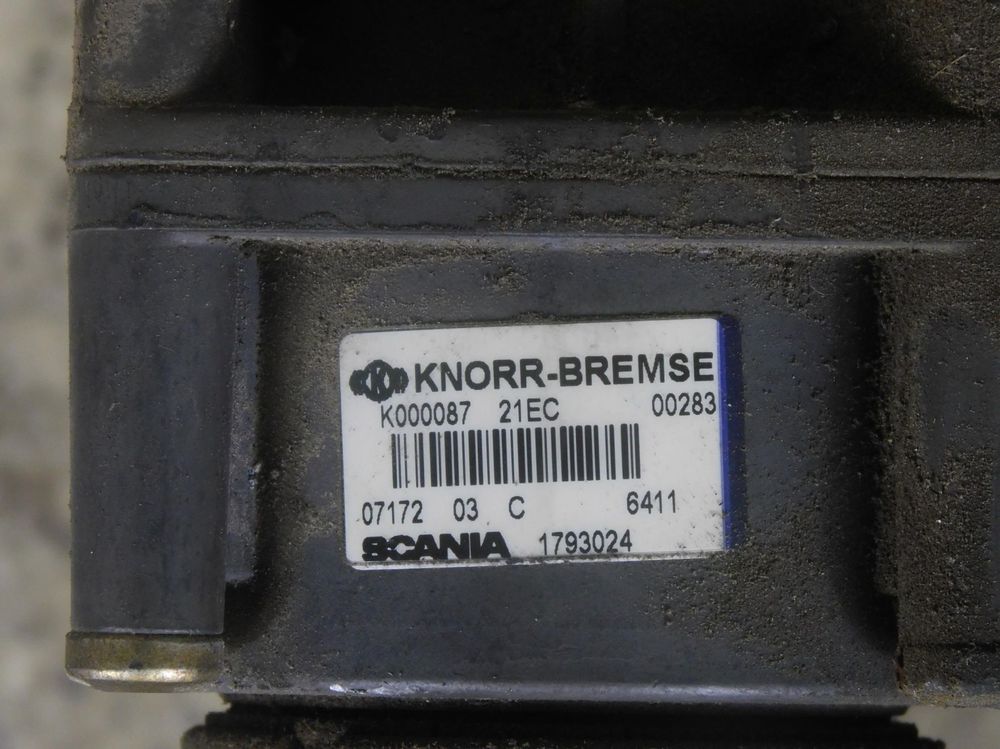 KNORR-BREMSE
K000087 21EC 00283
07172 03 C 6411
SCANIA 1793024